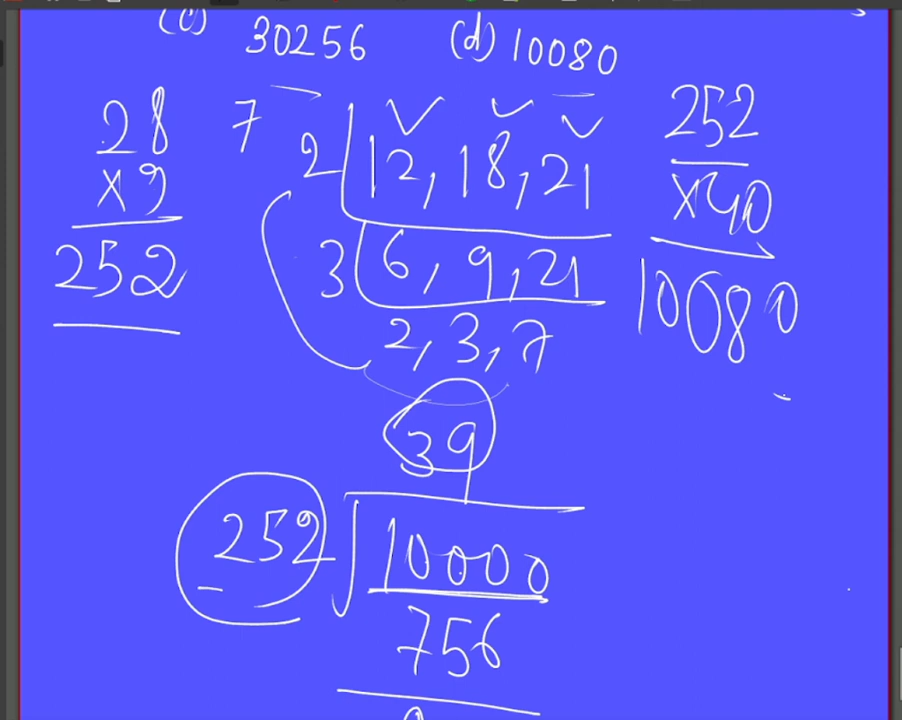 (c) 30256 (d) 10080
28
×9
252
7
2 12, 18, 21
3 6, 9, 21
2, 3, 7
252
×40
10080
39
252 10000
756